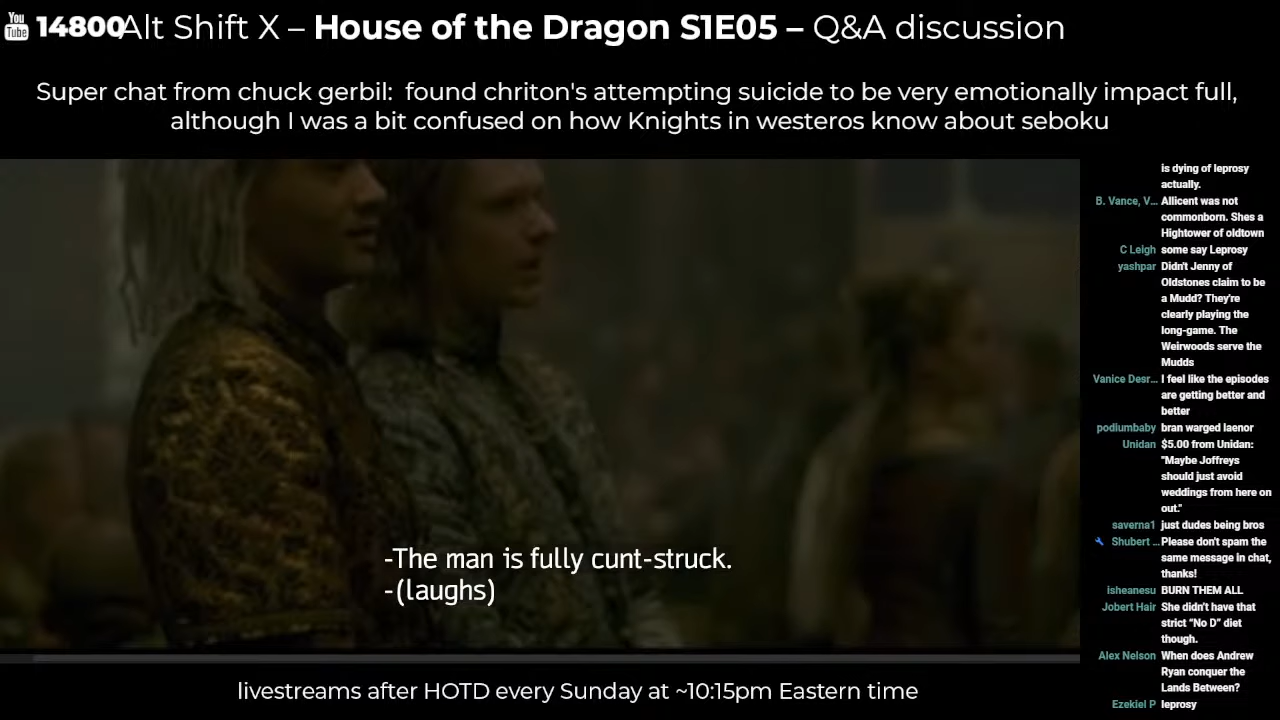 You
Tube
14800
Alt Shift X – House of the Dragon S1E05 – Q&A discussion
Super chat from chuck gerbil:  found chriton's attempting suicide to be very emotionally impact full,
although I was a bit confused on how Knights in westeros know about seboku
is dying of leprosy
actually.
B. Vance, V... Allicent was not
commonborn. Shes a
Hightower of oldtown
C Leigh some say Leprosy
yashpar Didn't Jenny of
Oldstones claim to be
a Mudd? They're
clearly playing the
long-game. The
Weirwoods serve the
Mudds
Vanice Desr... I feel like the episodes
are getting better and
better
podiumbaby bran warged laenor
Unidan $5.00 from Unidan:
"Maybe Joffreys
should just avoid
weddings from here on
out."
saverna1 just dudes being bros
Shubert ... Please don't spam the
same message in chat,
thanks!
isheanesu BURN THEM ALL
Jobert Hair She didn't have that
strict “No D” diet
though.
Alex Nelson When does Andrew
Ryan conquer the
Lands Between?
Ezekiel P leprosy
-The man is fully cunt-struck.
-(laughs)
livestreams after HOTD every Sunday at ~10:15pm Eastern time